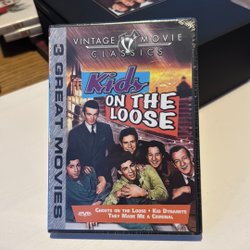 VINTAGE MOVIE
CLASSICS
Kids
ON THE
LOOSE
3 GREAT MOVIES
GHOSTS ON THE LOOSE • KID DYNAMITE
THEY MADE ME A CRIMINAL
DVD